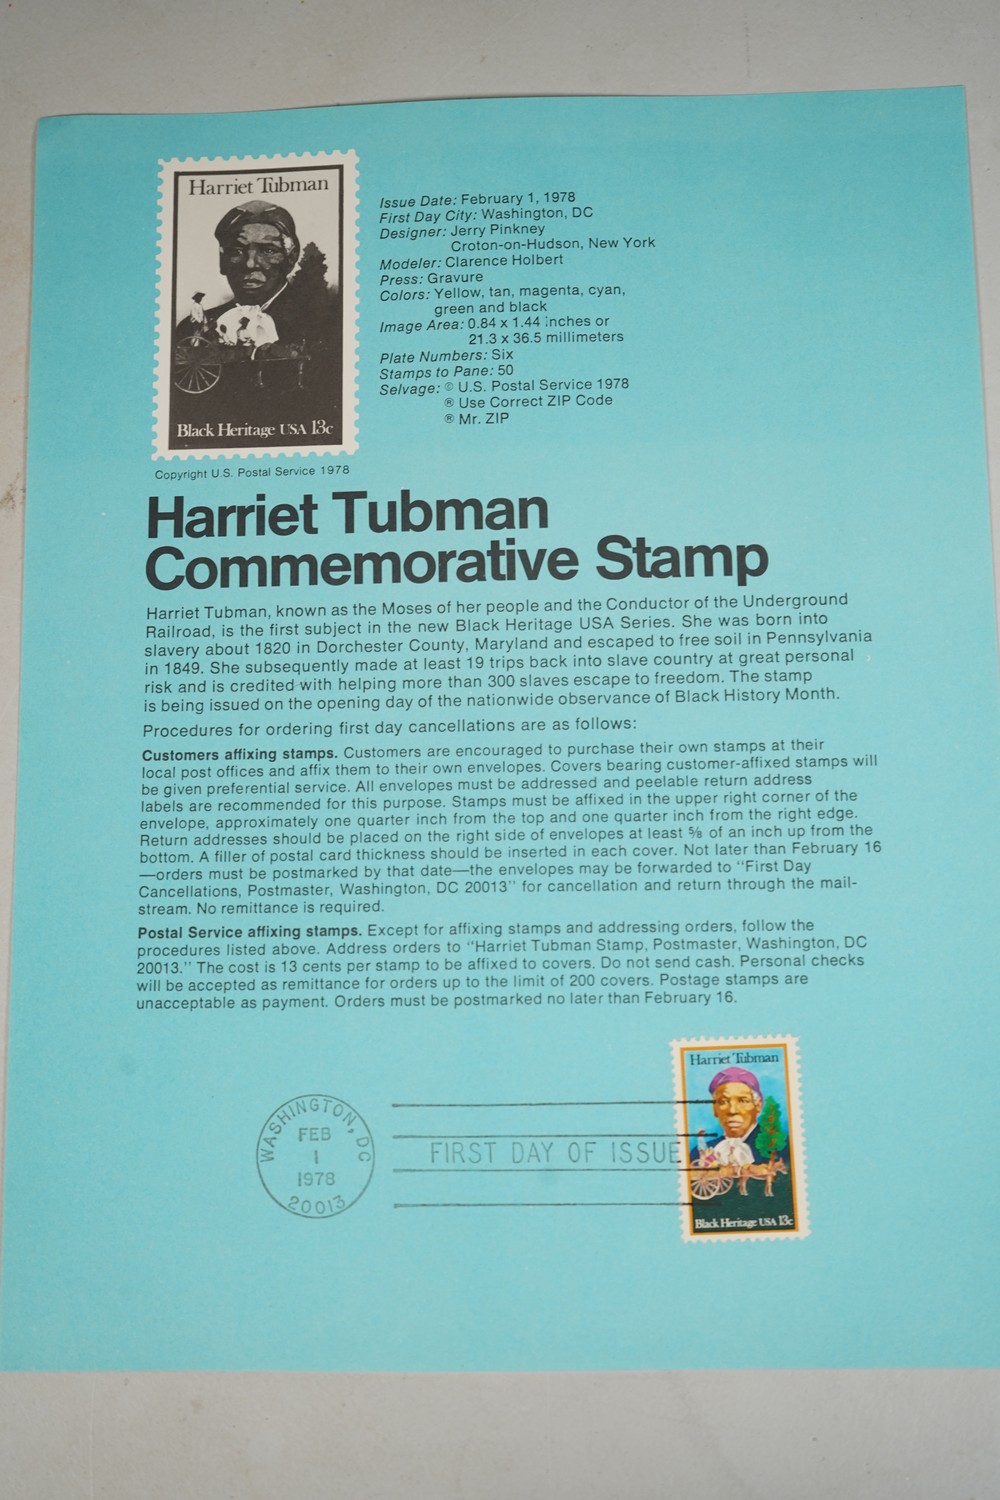 Harriet Tubman
Black Heritage USA 13c
Copyright U.S. Postal Service 1978
Issue Date: February 1, 1978
First Day City: Washington, DC
Designer: Jerry Pinkney
Croton-on-Hudson, New York
Modeler: Clarence Holbert
Press: Gravure
Colors: Yellow, tan, magenta, cyan,
green and black
Image Area: 0.84 x 1.44 inches or
21.3 x 36.5 millimeters
Plate Numbers: Six
Stamps to Pane: 50
Selvage: © U.S. Postal Service 1978
® Use Correct ZIP Code
® Mr. ZIP
Harriet Tubman
Commemorative Stamp
Harriet Tubman, known as the Moses of her people and the Conductor of the Underground
Railroad, is the first subject in the new Black Heritage USA Series. She was born into
slavery about 1820 in Dorchester County, Maryland and escaped to free soil in Pennsylvania
in 1849. She subsequently made at least 19 trips back into slave country at great personal
risk and is credited with helping more than 300 slaves escape to freedom. The stamp
is being issued on the opening day of the nationwide observance of Black History Month.
Procedures for ordering first day cancellations are as follows:
Customers affixing stamps. Customers are encouraged to purchase their own stamps at their
local post offices and affix them to their own envelopes. Covers bearing customer-affixed stamps will
be given preferential service. All envelopes must be addressed and peelable return address
labels are recommended for this purpose. Stamps must be affixed in the upper right corner of the
envelope, approximately one quarter inch from the top and one quarter inch from the right edge.
Return addresses should be placed on the right side of envelopes at least ⅝ of an inch up from the
bottom. A filler of postal card thickness should be inserted in each cover. Not later than February 16
—orders must be postmarked by that date—the envelopes may be forwarded to "First Day
Cancellations, Postmaster, Washington, DC 20013" for cancellation and return through the mail-
stream. No remittance is required.
Postal Service affixing stamps. Except for affixing stamps and addressing orders, follow the
procedures listed above. Address orders to "Harriet Tubman Stamp, Postmaster, Washington, DC
20013." The cost is 13 cents per stamp to be affixed to covers. Do not send cash. Personal checks
will be accepted as remittance for orders up to the limit of 200 covers. Postage stamps are
unacceptable as payment. Orders must be postmarked no later than February 16.
WASHINGTON, DC
FEB
1
1978
20013
FIRST DAY OF ISSUE
Harriet Tubman
Black Heritage USA 13c